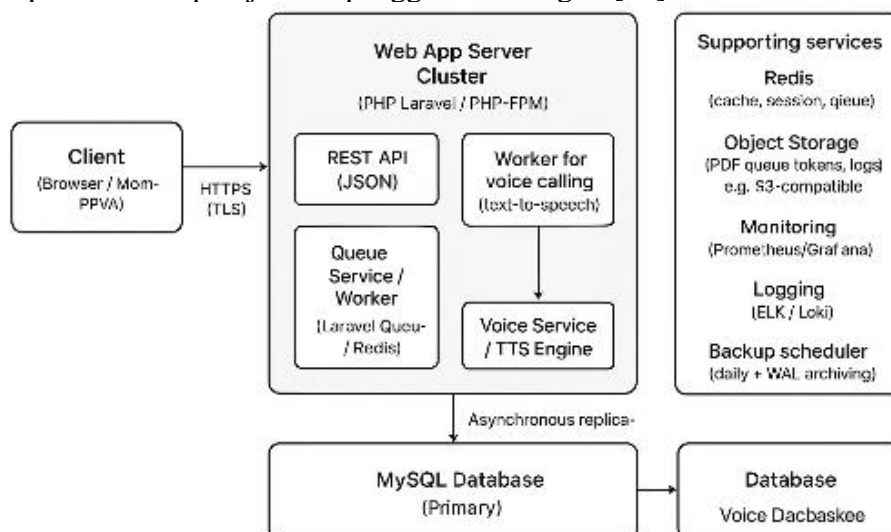 Web App Server
Cluster
(PHP Laravel / PHP-FPM)
Client
(Browser / Mom-
PPVA)
HTTPS
(TLS)
REST API
(JSON)
Worker for
voice calling
(text-to-speech)
Queue
Service /
Worker
(Laravel Queu-
/ Redis)
Voice Service
/ TTS Engine
Supporting services
Redis
(cache, session, qieue)
Object Storage
(PDF queue tokens, logs)
e.g. S3-compatible
Monitoring
(Prometheus/Grafana)
Logging
(ELK / Loki)
Backup scheduler
(daily + WAL archiving)
Asynchronous replica-
MySQL Database
(Primary)
Database
Voice Dacbaskee